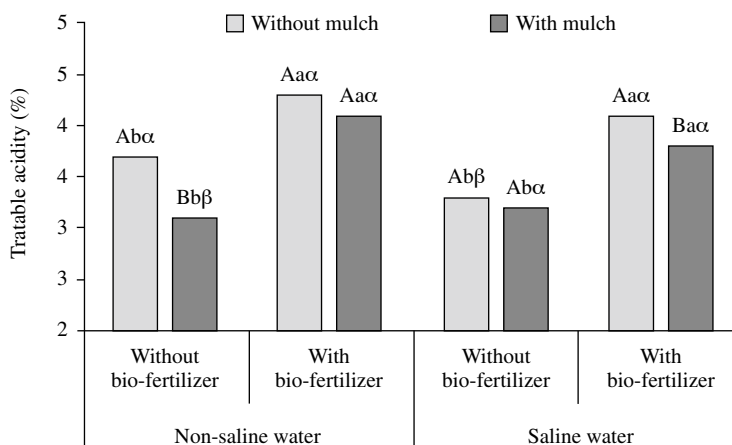 Without mulch
With mulch
Tratable acidity (%)
5
5
4
4
3
3
2
Abα
Bbβ
Aaα
Aaα
Abβ
Abα
Aaα
Baα
Without
bio-fertilizer
With
bio-fertilizer
Without
bio-fertilizer
With
bio-fertilizer
Non-saline water
Saline water